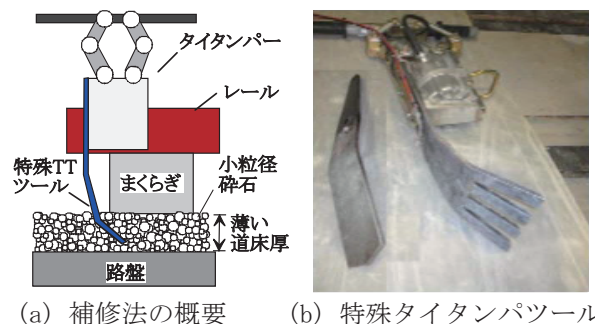 タイタンパー
レール
特殊TT
ツール
まくらぎ
小粒径
砕石
薄い
道床厚
路盤
(a) 補修法の概要
(b) 特殊タイタンパツール